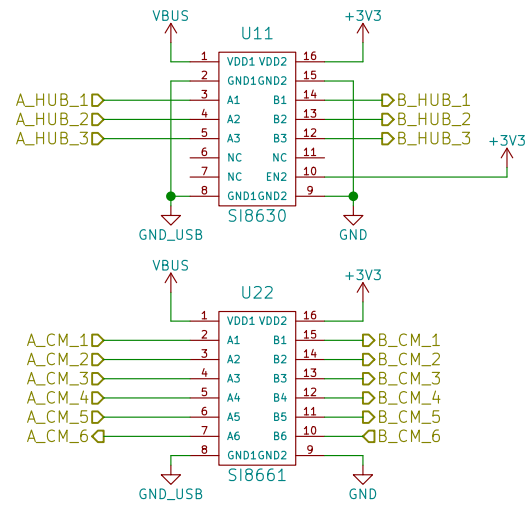 VBUS +3V3
U11
1 VDD1 VDD2 16
2 GND1 GND2 15
A_HUB_1 3 A1 B1 14 B_HUB_1
A_HUB_2 4 A2 B2 13 B_HUB_2
A_HUB_3 5 A3 B3 12 B_HUB_3
6 NC NC 11
+3V3
7 NC EN2 10
8 GND1 GND2 9
SI8630
GND_USB GND
VBUS +3V3
U22
1 VDD1 VDD2 16
A_CM_1 2 A1 B1 15 B_CM_1
A_CM_2 3 A2 B2 14 B_CM_2
A_CM_3 4 A3 B3 13 B_CM_3
A_CM_4 5 A4 B4 12 B_CM_4
A_CM_5 6 A5 B5 11 B_CM_5
A_CM_6 7 A6 B6 10 B_CM_6
8 GND1 GND2 9
SI8661
GND_USB GND